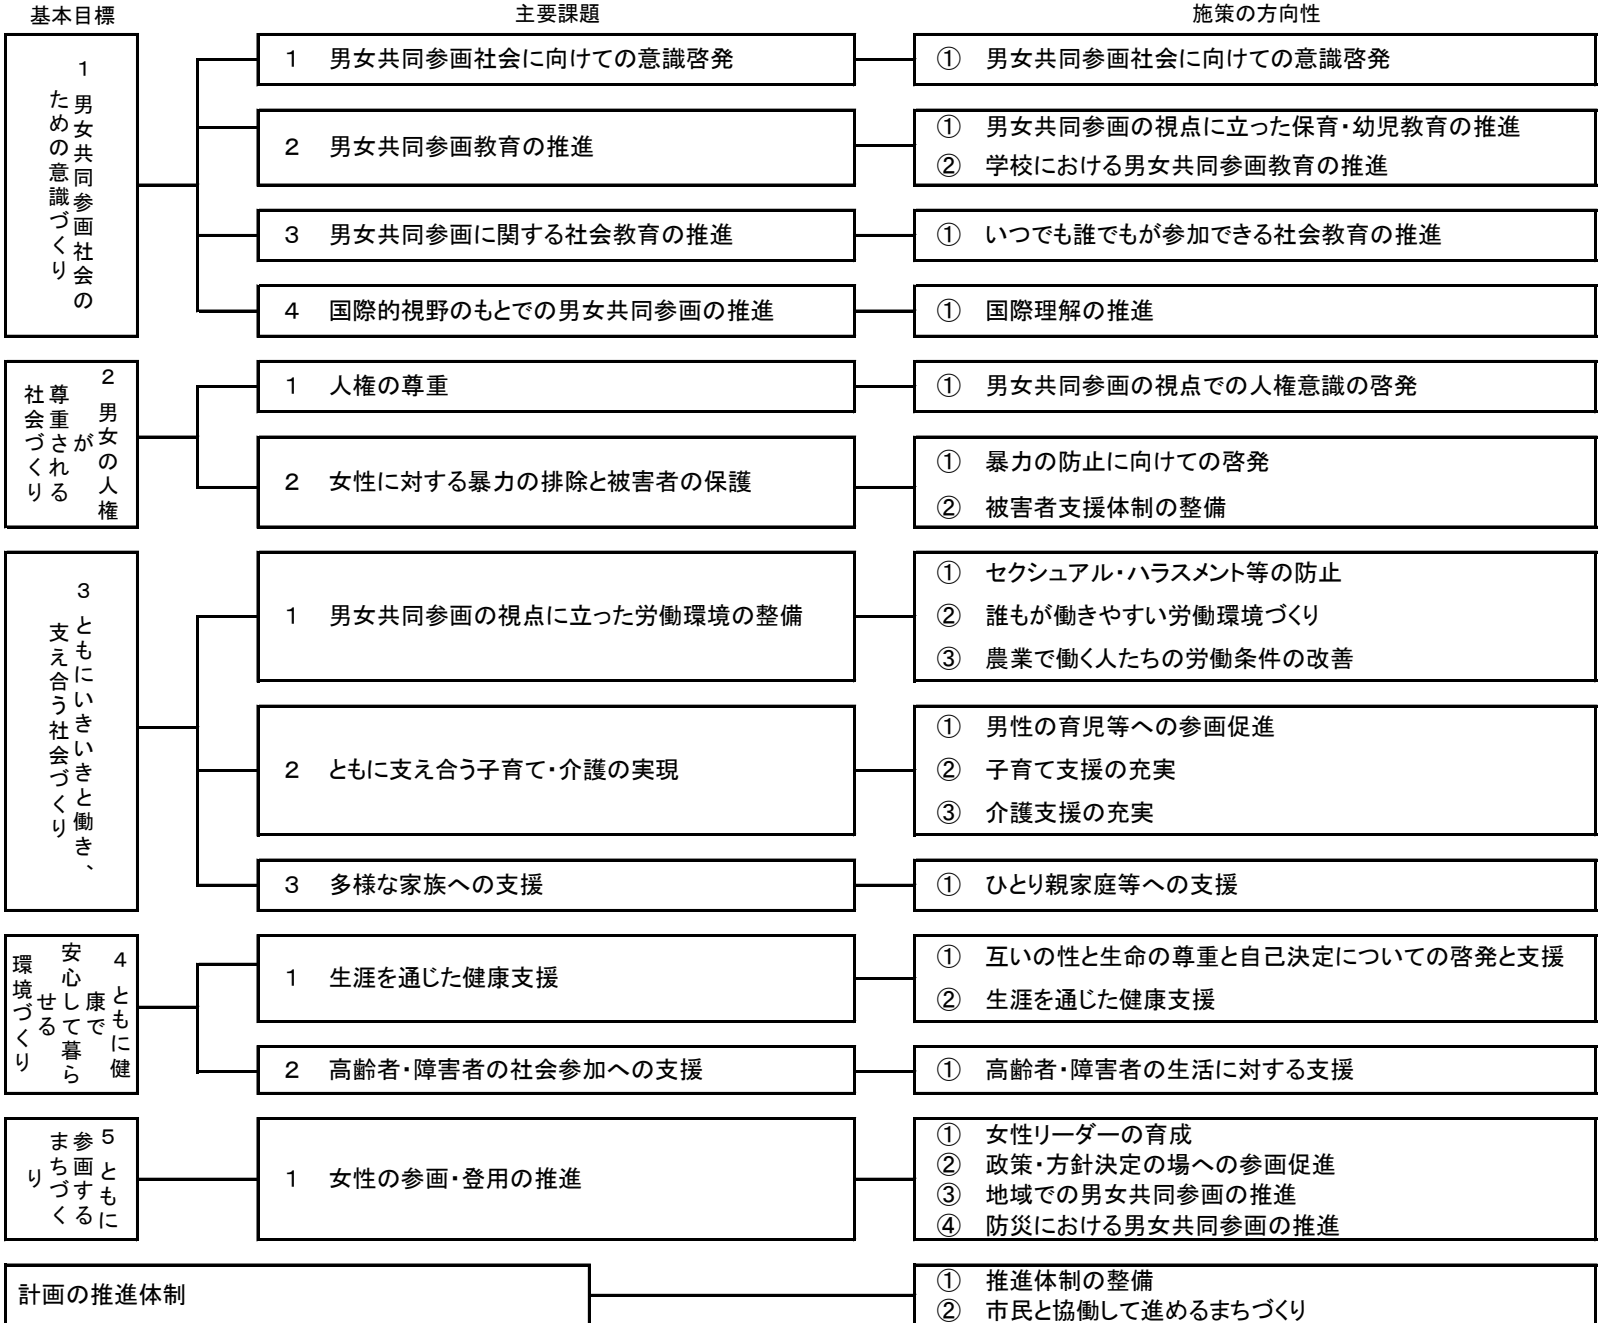 基本目標
主要課題
施策の方向性
1 男女共同参画社会の
ための意識づくり
1 男女共同参画社会に向けての意識啓発
① 男女共同参画社会に向けての意識啓発
2 男女共同参画教育の推進
① 男女共同参画の視点に立った保育・幼児教育の推進
② 学校における男女共同参画教育の推進
3 男女共同参画に関する社会教育の推進
① いつでも誰でもが参加できる社会教育の推進
4 国際的視野のもとでの男女共同参画の推進
① 国際理解の推進
2 男女の人権
が
尊重される
社会づくり
1 人権の尊重
① 男女共同参画の視点での人権意識の啓発
2 女性に対する暴力の排除と被害者の保護
① 暴力の防止に向けての啓発
② 被害者支援体制の整備
3 ともにいきいきと働き、
支え合う社会づくり
1 男女共同参画の視点に立った労働環境の整備
① セクシュアル・ハラスメント等の防止
② 誰もが働きやすい労働環境づくり
③ 農業で働く人たちの労働条件の改善
2 ともに支え合う子育て・介護の実現
① 男性の育児等への参画促進
② 子育て支援の充実
③ 介護支援の充実
3 多様な家族への支援
① ひとり親家庭等への支援
4 ともに健
康で
安心して暮ら
せる
環境づくり
1 生涯を通じた健康支援
① 互いの性と生命の尊重と自己決定についての啓発と支援
② 生涯を通じた健康支援
2 高齢者・障害者の社会参加への支援
① 高齢者・障害者の生活に対する支援
5 ともに
参画する
まちづく
り
1 女性の参画・登用の推進
① 女性リーダーの育成
② 政策・方針決定の場への参画促進
③ 地域での男女共同参画の推進
④ 防災における男女共同参画の推進
計画の推進体制
① 推進体制の整備
② 市民と協働して進めるまちづくり